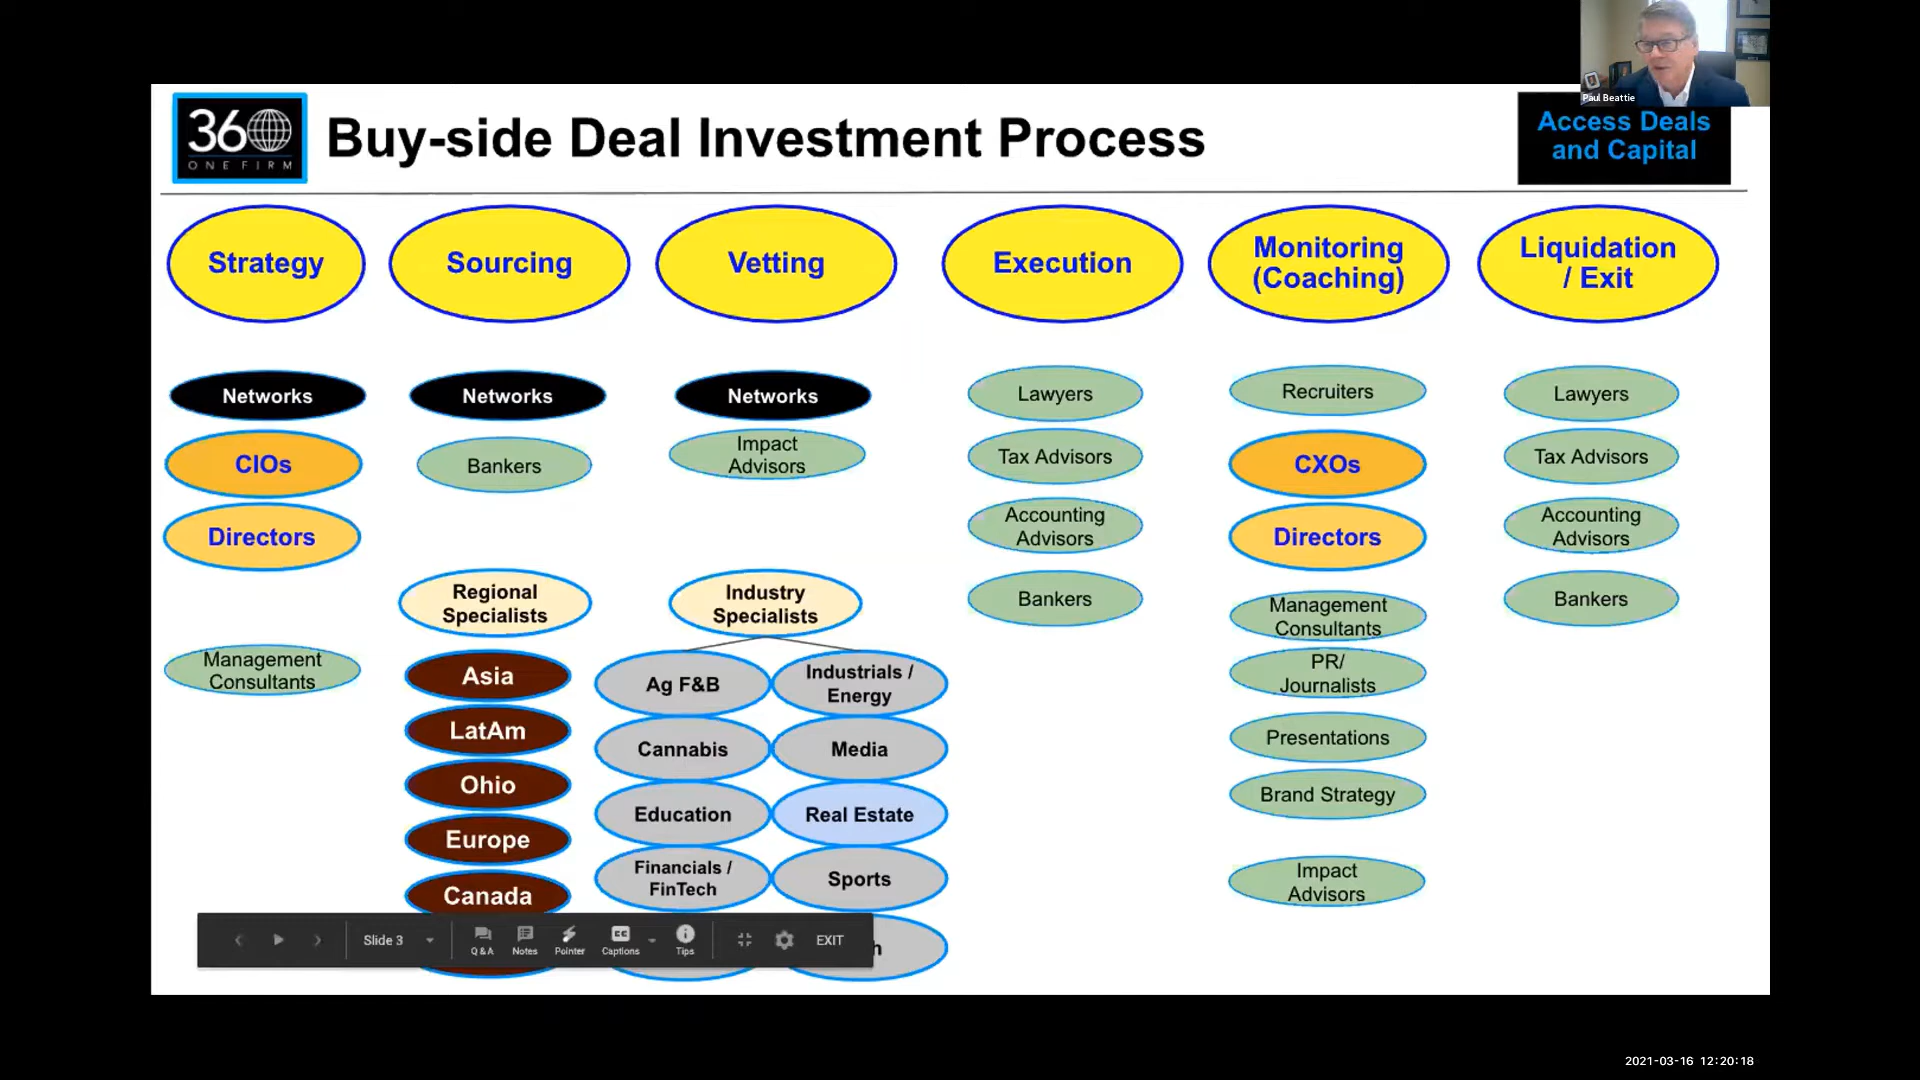 Paul Beattie
360
ONE FIRM
Buy-side Deal Investment Process
Access Deals
and Capital
Strategy
Sourcing
Vetting
Execution
Monitoring
(Coaching)
Liquidation
/ Exit
Networks
CIOs
Directors
Management
Consultants
Networks
Bankers
Regional
Specialists
Asia
LatAm
Ohio
Europe
Canada
Networks
Impact
Advisors
Industry
Specialists
Ag F&B
Cannabis
Education
Financials /
FinTech
Industrials /
Energy
Media
Real Estate
Sports
Lawyers
Tax Advisors
Accounting
Advisors
Bankers
Recruiters
CXOs
Directors
Management
Consultants
PR/
Journalists
Presentations
Brand Strategy
Impact
Advisors
Lawyers
Tax Advisors
Accounting
Advisors
Bankers
Slide 3
Q & A
Notes
Pointer
CC
Captions
Tips
EXIT
2021-03-16 12:20:18